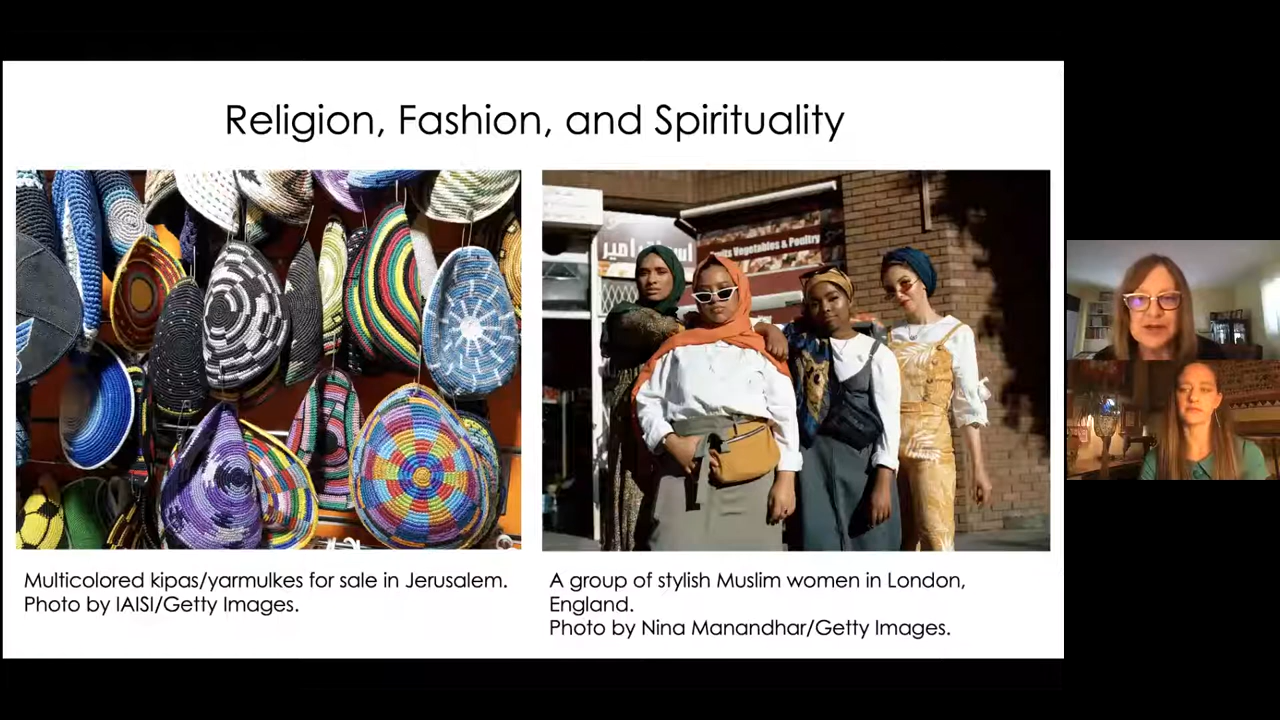 Religion, Fashion, and Spirituality
استانبامير
Vegetables & Poultry
Multicolored kipas/yarmulkes for sale in Jerusalem.
Photo by IAISI/Getty Images.
A group of stylish Muslim women in London,
England.
Photo by Nina Manandhar/Getty Images.